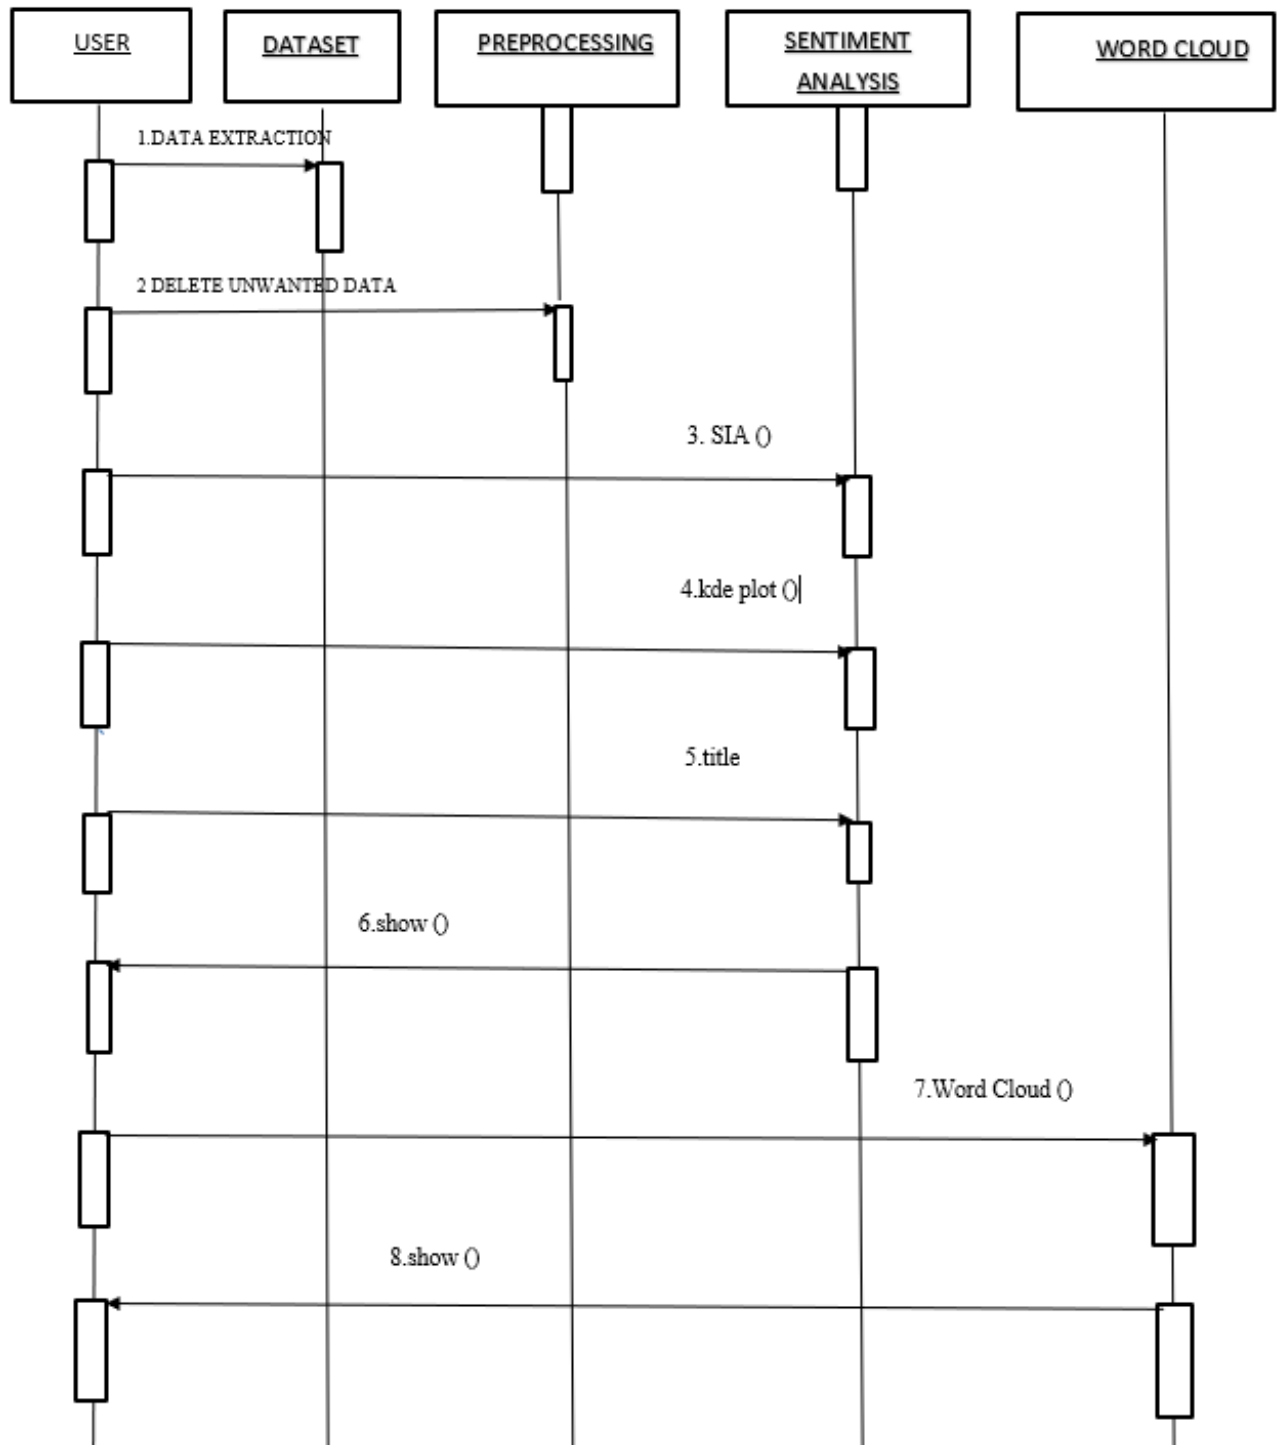 USER
DATASET
PREPROCESSING
SENTIMENT
ANALYSIS
WORD CLOUD
1.DATA EXTRACTION
2 DELETE UNWANTED DATA
3. SIA ()
4.kde plot ()
5.title
6.show ()
7.Word Cloud ()
8.show ()